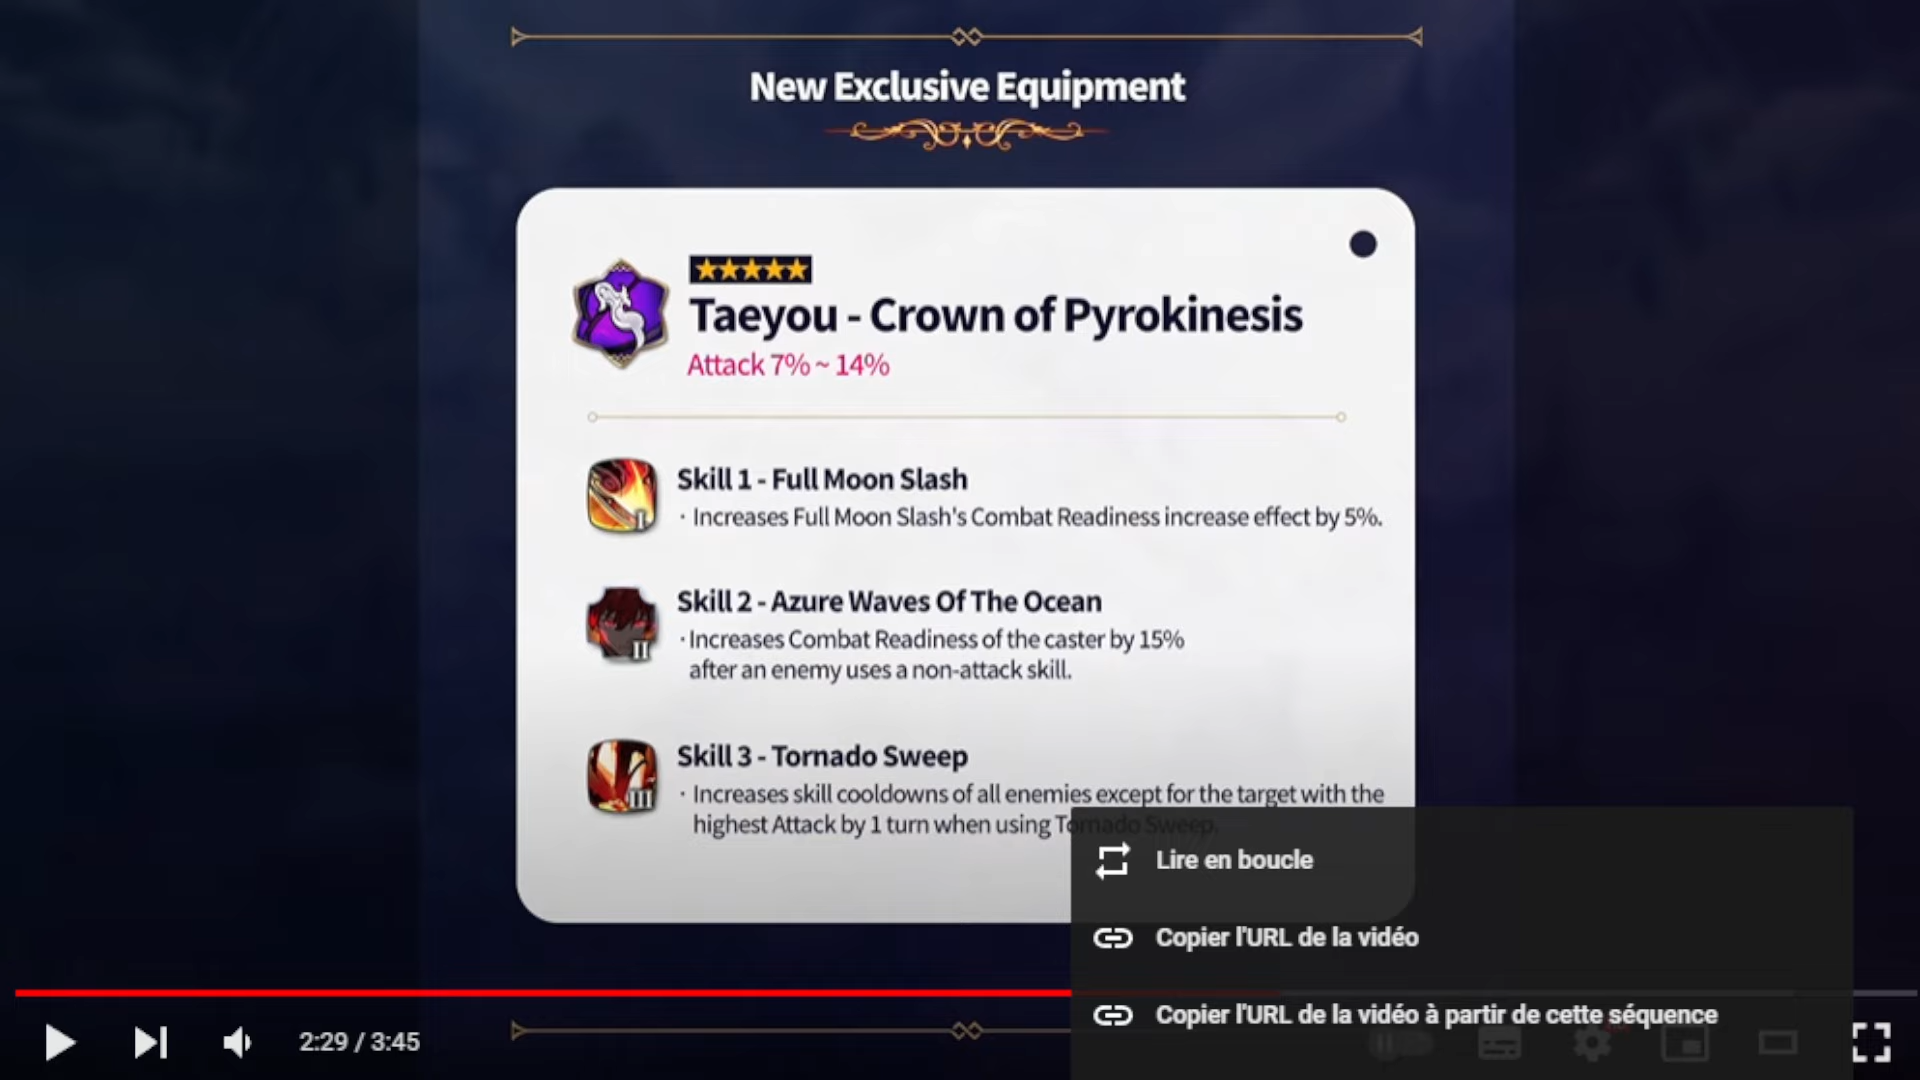 New Exclusive Equipment
Taeyou - Crown of Pyrokinesis
Attack 7% ~ 14%
Skill 1 - Full Moon Slash
· Increases Full Moon Slash's Combat Readiness increase effect by 5%.
I
Skill 2 - Azure Waves Of The Ocean
· Increases Combat Readiness of the caster by 15%
after an enemy uses a non-attack skill.
II
Skill 3 - Tornado Sweep
· Increases skill cooldowns of all enemies except for the target with the
highest Attack by 1 turn when using Tornado Sweep.
III
Lire en boucle
Copier l'URL de la vidéo
Copier l'URL de la vidéo à partir de cette séquence
2:29 / 3:45